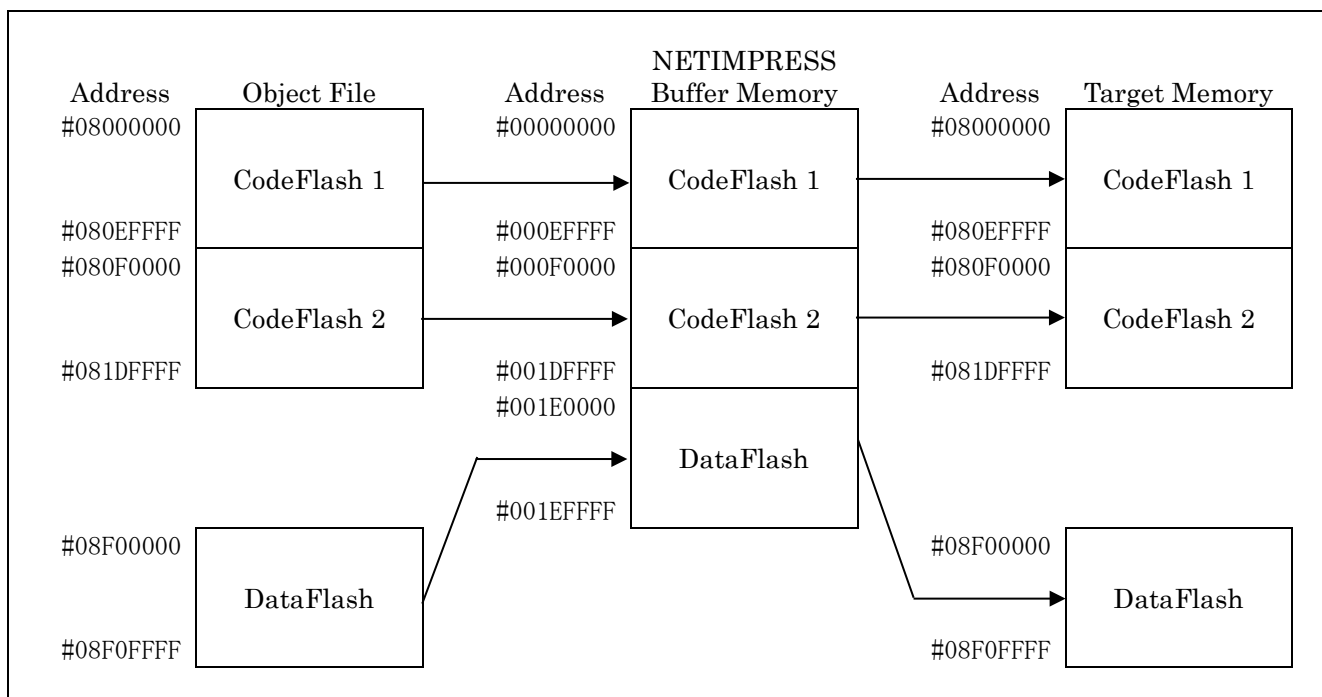 NETIMPRESS
Address Object File Address Buffer Memory Address Target Memory
#08000000 #00000000 #08000000
CodeFlash 1 CodeFlash 1 CodeFlash 1
#080EFFFF #000EFFFF #080EFFFF
#080F0000 #000F0000 #080F0000
CodeFlash 2 CodeFlash 2 CodeFlash 2
#081DFFFF #001DFFFF #081DFFFF
#001E0000
DataFlash
#001EFFFF
#08F00000 #08F00000
DataFlash DataFlash
#08F0FFFF #08F0FFFF